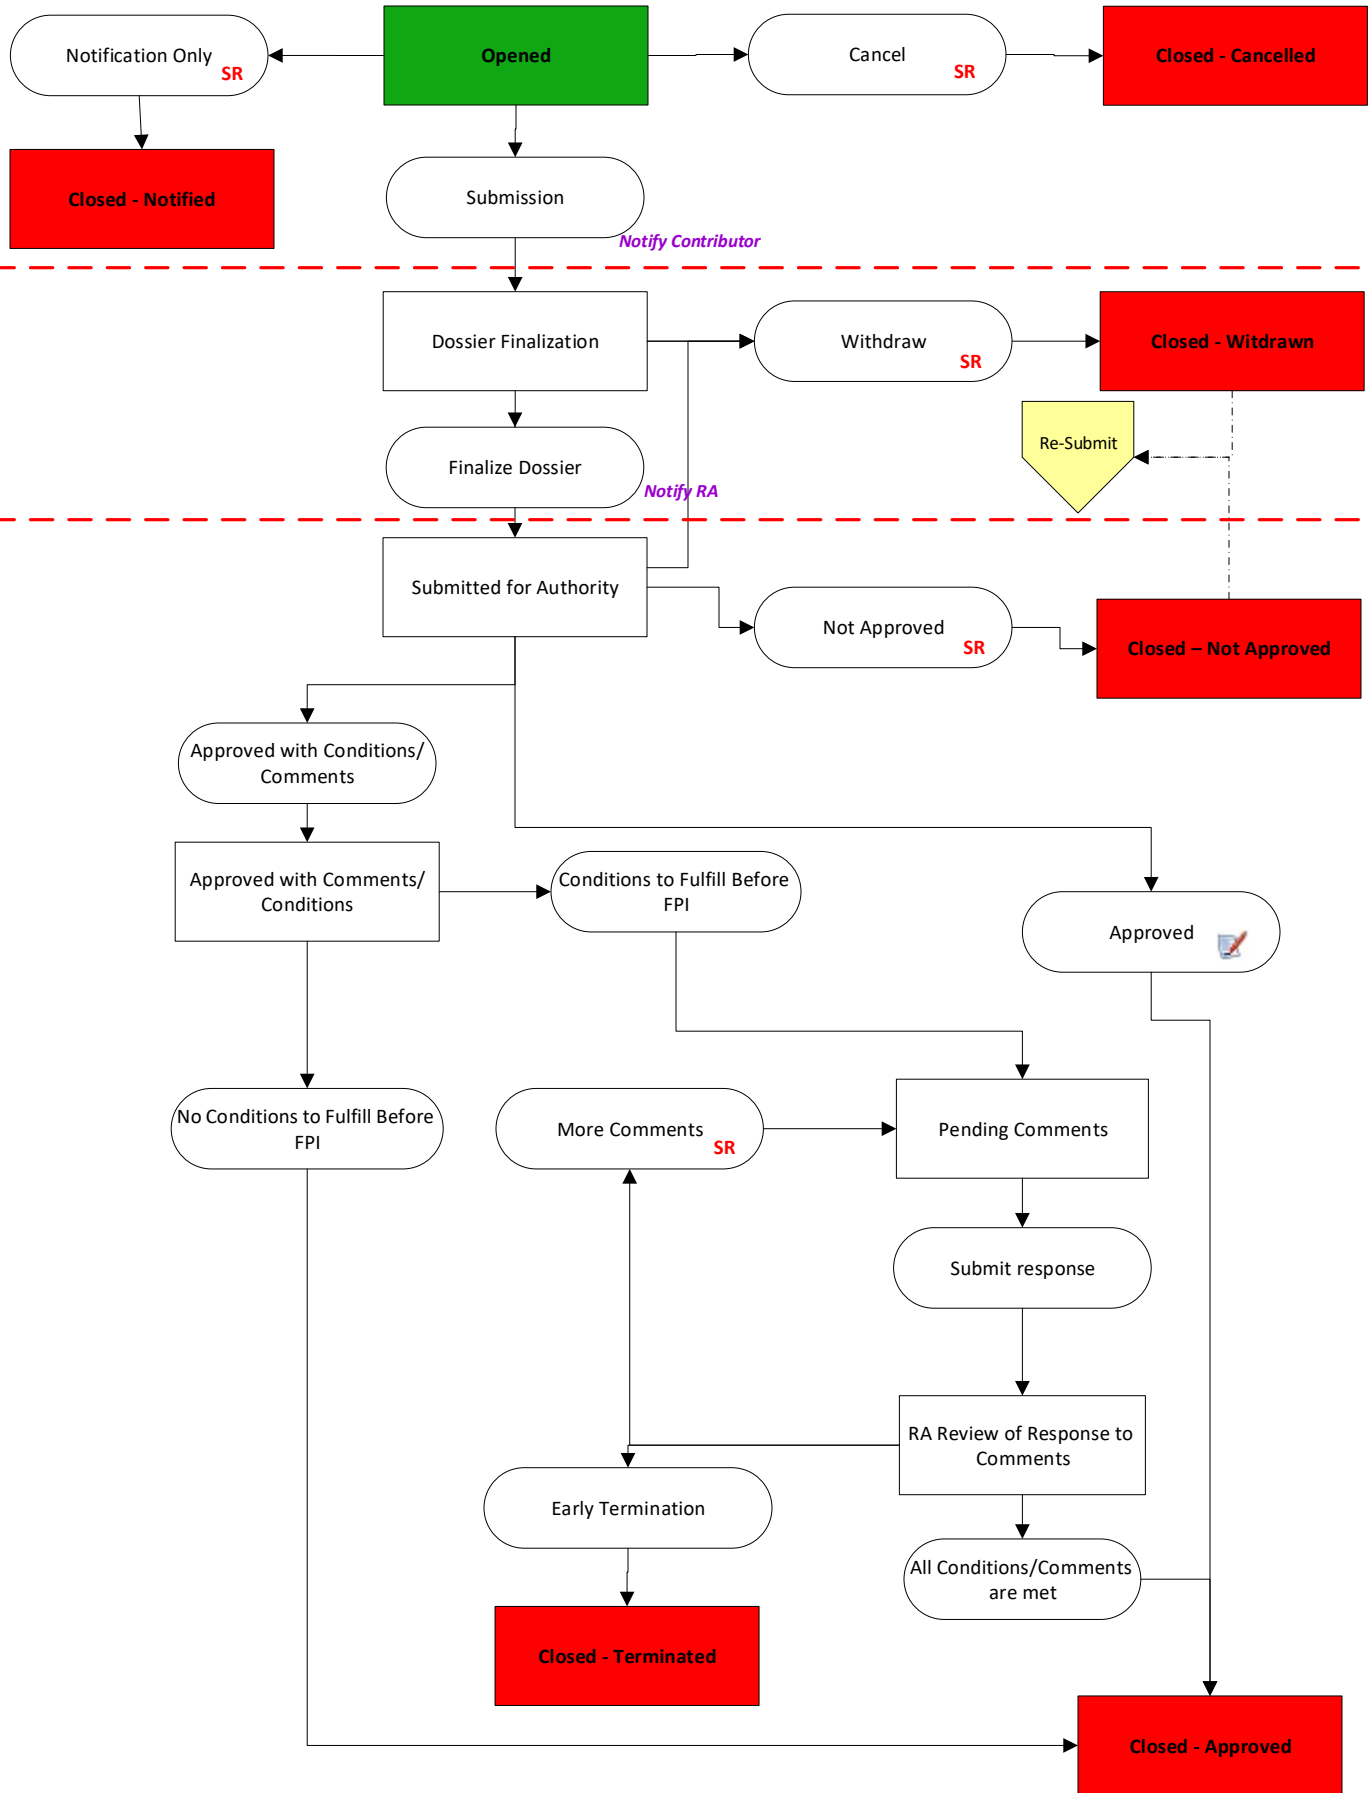 Notification Only
SR
Opened
Cancel
SR
Closed - Cancelled
Closed - Notified
Submission
Notify Contributor
Dossier Finalization
Withdraw
SR
Closed - Witdrawn
Re-Submit
Finalize Dossier
Notify RA
Submitted for Authority
Not Approved
SR
Closed – Not Approved
Approved with Conditions/
Comments
Approved with Comments/
Conditions
Conditions to Fulfill Before
FPI
Approved
No Conditions to Fulfill Before
FPI
More Comments
SR
Pending Comments
Submit response
RA Review of Response to
Comments
Early Termination
All Conditions/Comments
are met
Closed - Terminated
Closed - Approved